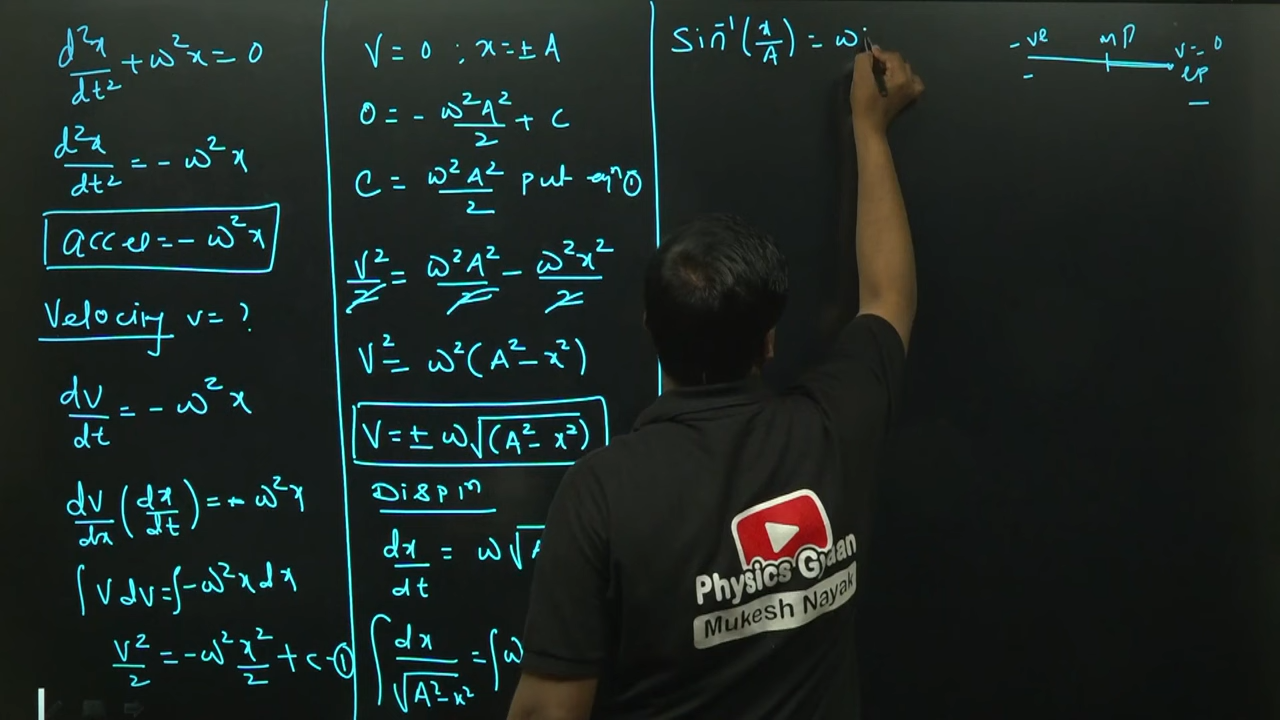 d²x/dt² + ω²x = 0
d²x/dt² = - ω²x
accel = - ω²x
Velocity v = ?
dv/dt = - ω²x
dv/dx (dx/dt) = - ω²x
∫ V dv = ∫ -ω²x dx
V²/2 = -ω² x²/2 + c -①
V = 0 ; x = ± A
0 = - ω²A²/2 + C
C = ω²A²/2 put eqⁿ ①
V²/2 = ω²A²/2 - ω²x²/2
V² = ω²(A² - x²)
V = ± ω√(A² - x²)
Displⁿ
dx/dt = ω√A
∫ dx/√A²-x² = ∫ω
Sin⁻¹(x/A) = ω
-ve MP v = 0
- eP
-
Physics Gyaan
Mukesh Nayak